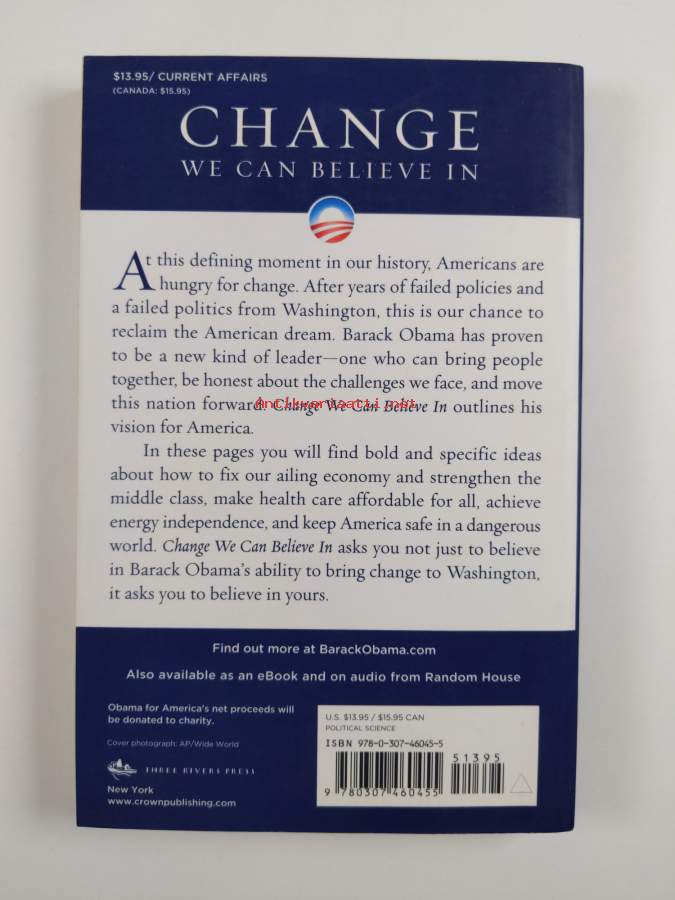 $13.95/ CURRENT AFFAIRS
(CANADA: $15.95)
CHANGE
WE CAN BELIEVE IN
At this defining moment in our history, Americans are
hungry for change. After years of failed policies and
a failed politics from Washington, this is our chance to
reclaim the American dream. Barack Obama has proven
to be a new kind of leader—one who can bring people
together, be honest about the challenges we face, and move
this nation forward. Change We Can Believe In outlines his
vision for America.
In these pages you will find bold and specific ideas
about how to fix our ailing economy and strengthen the
middle class, make health care affordable for all, achieve
energy independence, and keep America safe in a dangerous
world. Change We Can Believe In asks you not just to believe
in Barack Obama's ability to bring change to Washington,
it asks you to believe in yours.
Antikvariaatti.net
Find out more at BarackObama.com
Also available as an eBook and on audio from Random House
Obama for America's net proceeds will
be donated to charity.
Cover photograph: AP/Wide World
THREE RIVERS PRESS
New York
www.crownpublishing.com
U.S. $13.95 / $15.95 CAN
POLITICAL SCIENCE
ISBN 978-0-307-46045-5
51395
9 780307 460455